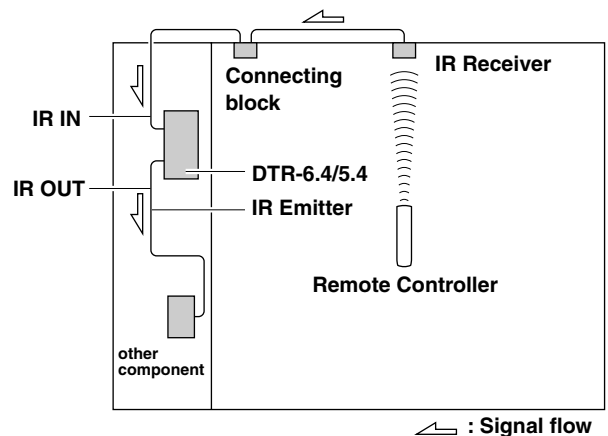 IR Receiver
Connecting
block
IR IN
DTR-6.4/5.4
IR OUT
IR Emitter
Remote Controller
other
component
: Signal flow